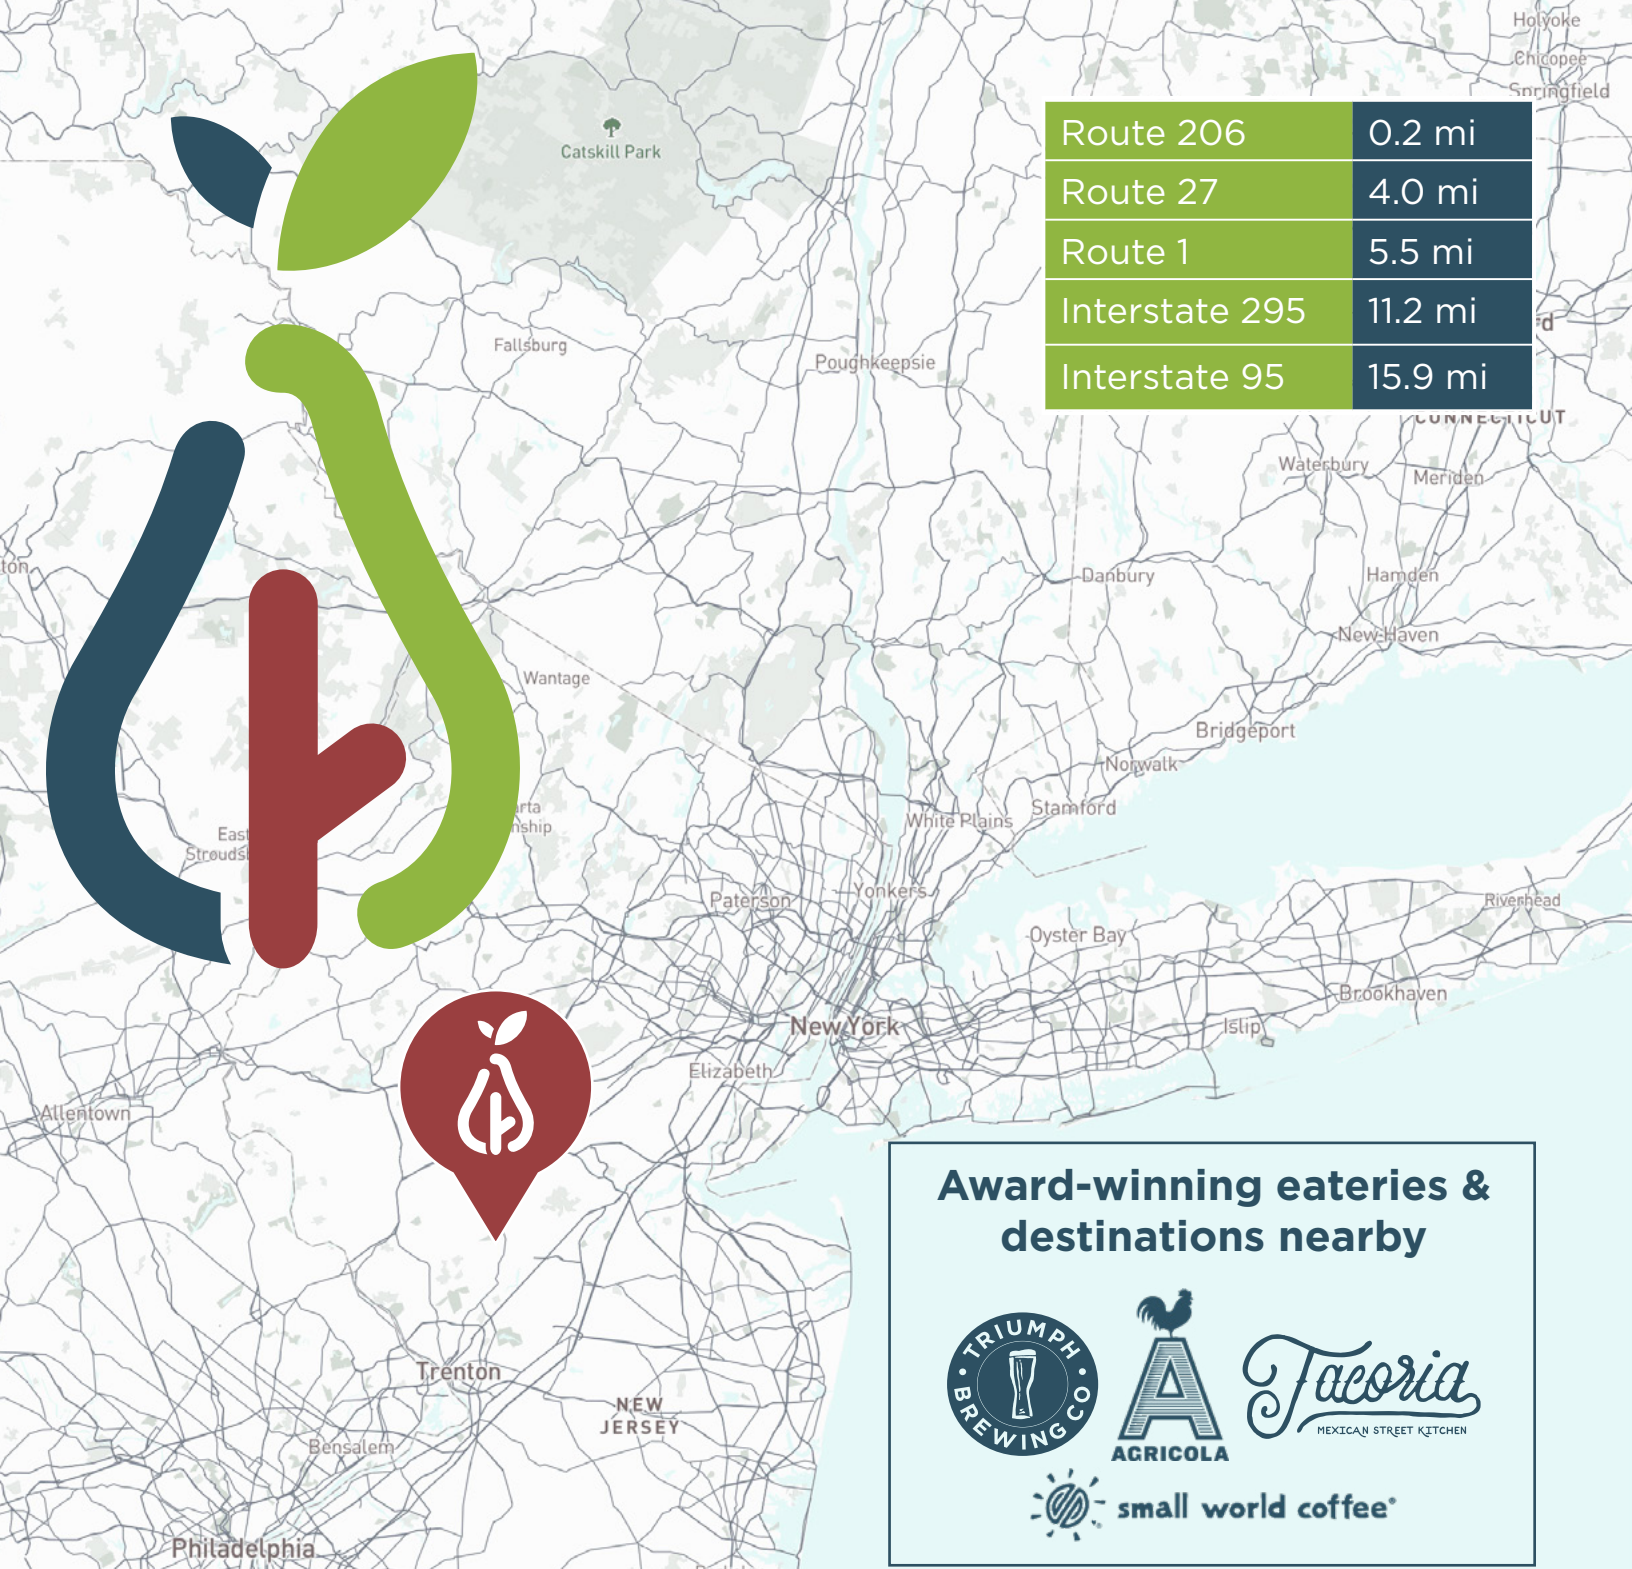 Holyoke
Chicopee
Springfield
Catskill Park
Route 206 0.2 mi
Route 27 4.0 mi
Route 1 5.5 mi
Interstate 295 11.2 mi
Interstate 95 15.9 mi
Fallsburg
Poughkeepsie
CONNECTICUT
Waterbury
Meriden
Danbury
Hamden
New Haven
Wantage
Bridgeport
Norwalk
Stamford
White Plains
East
Paterson
Yonkers
Riverhead
Oyster Bay
Brookhaven
New York
Islip
Elizabeth
Allentown
Trenton
NEW
JERSEY
Bensalem
Philadelphia
Award-winning eateries &
destinations nearby
TRIUMPH
BREWING CO
A
AGRICOLA
Tacoria
MEXICAN STREET KITCHEN
small world coffee